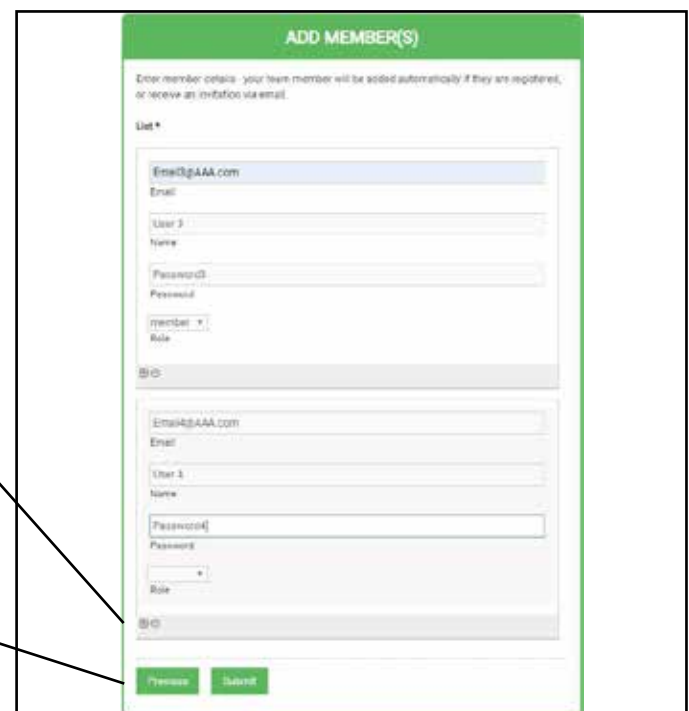 ADD MEMBER(S)
Enter member details - your team member will be added automatically if they are registered,
or receive an invitation via email.
List *
Email3@AAA.com
Email
User 3
Name
Password3
Password
member
Role
Email4@AAA.com
Email
User
Name
Password4
Password
Role
Previous Submit